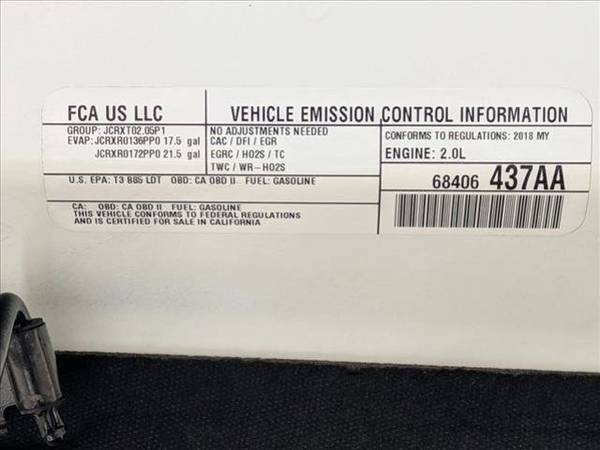 FCA US LLC
VEHICLE EMISSION CONTROL INFORMATION
GROUP: JCRXT02.05P1
EVAP: JCRXR0136PP0 17.5 gal
JCRXR0172PP0 21.5 gal
NO ADJUSTMENTS NEEDED
CAC / DFI / EGR
EGRC / HO2S / TC
TWC / WR-HO2S
CONFORMS TO REGULATIONS: 2018 MY
ENGINE: 2.0L
U.S. EPA: T3 B85 LDT OBD: CA OBD II FUEL: GASOLINE
68406 437AA
CA: OBD: CA OBD II FUEL: GASOLINE
THIS VEHICLE CONFORMS TO FEDERAL REGULATIONS
AND IS CERTIFIED FOR SALE IN CALIFORNIA